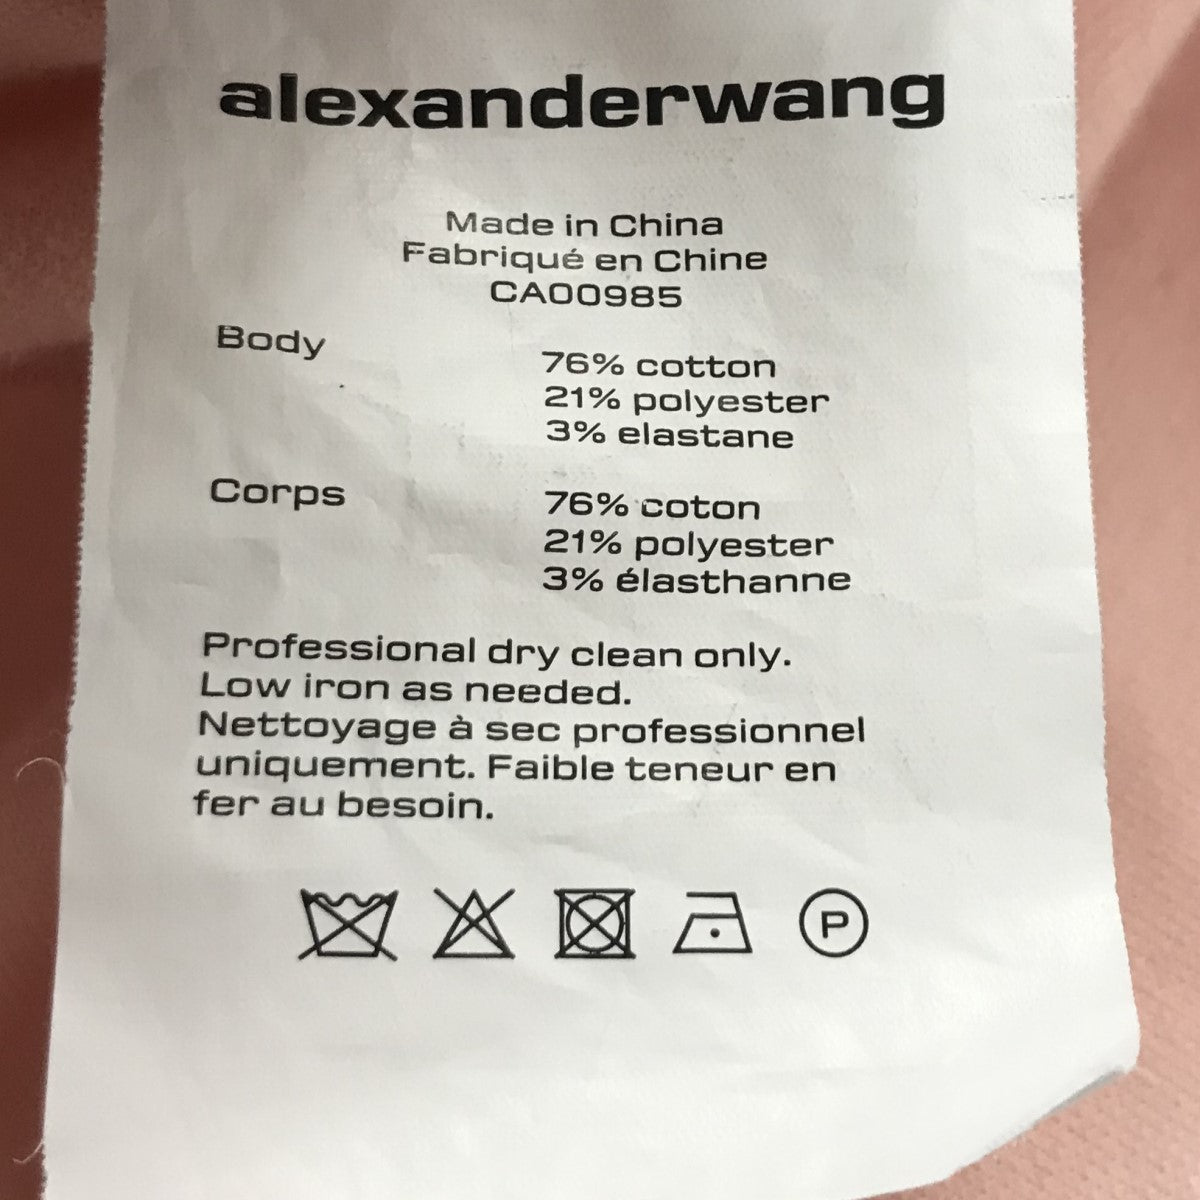 alexanderwang
Made in China
Fabriqué en Chine
CA00985
Body
76% cotton
21% polyester
3% elastane
Corps
76% coton
21% polyester
3% élasthanne
Professional dry clean only.
Low iron as needed.
Nettoyage à sec professionnel
uniquement. Faible teneur en
fer au besoin.
P